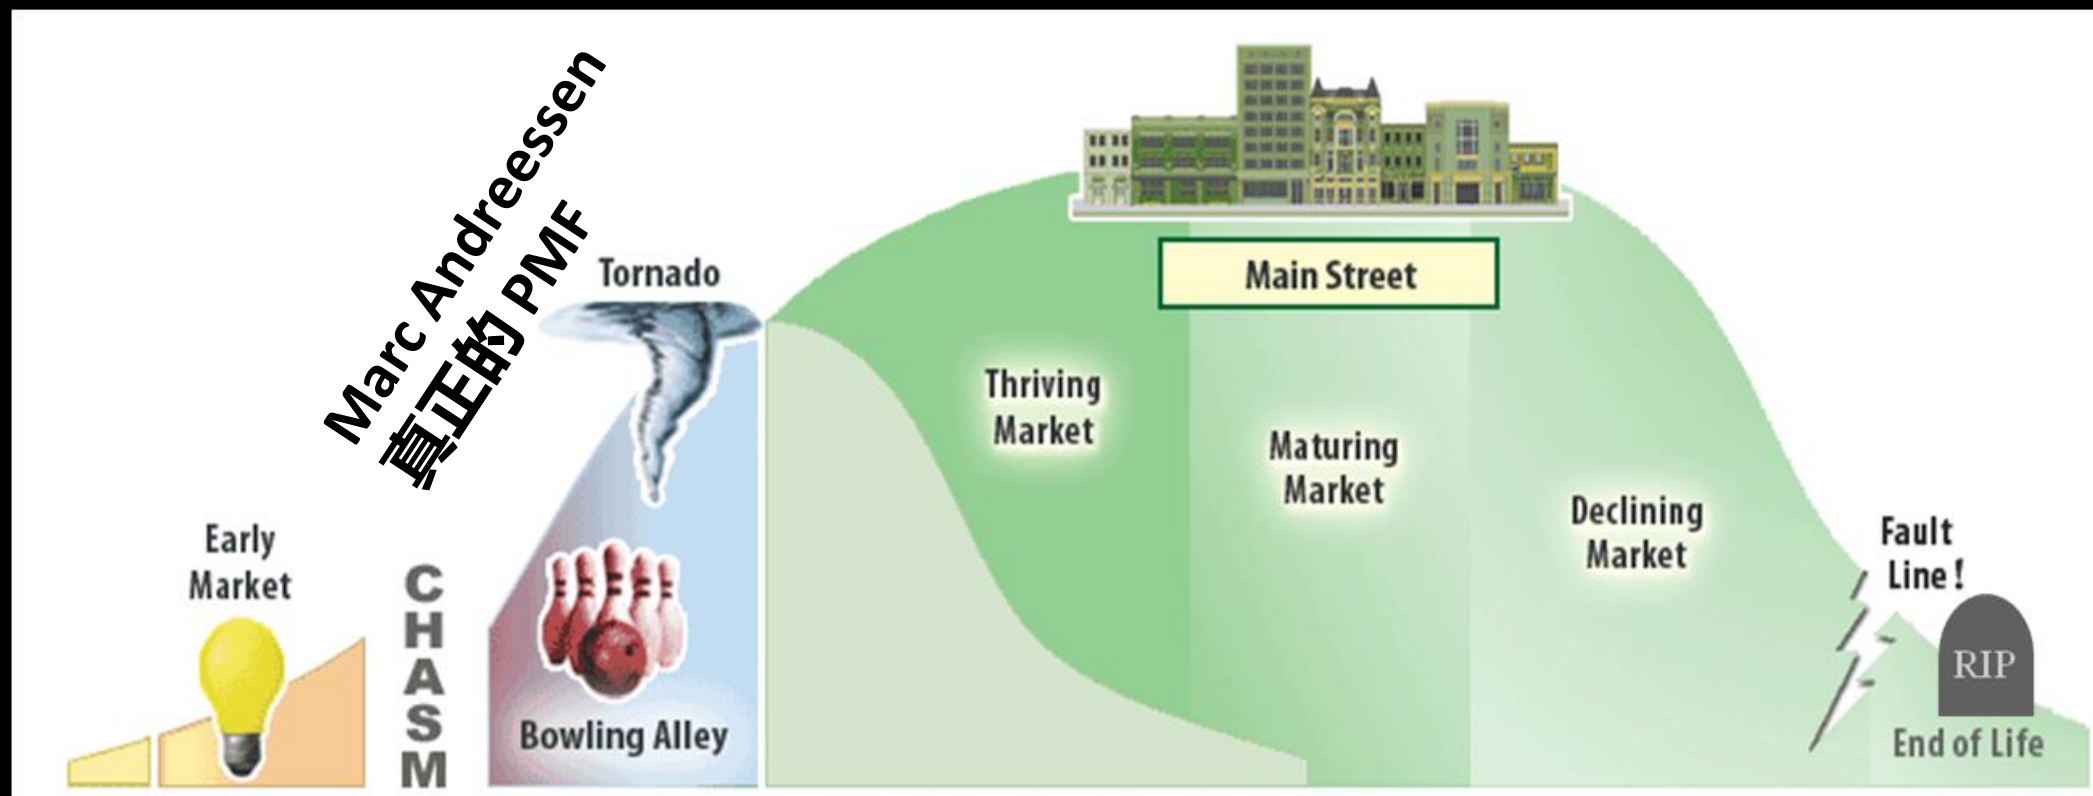 Marc Andreessen
真正的 PMF
Tornado
Main Street
Thriving
Market
Maturing
Market
Declining
Market
Early
Market
Fault
Line!
CHASM
Bowling Alley
RIP
End of Life